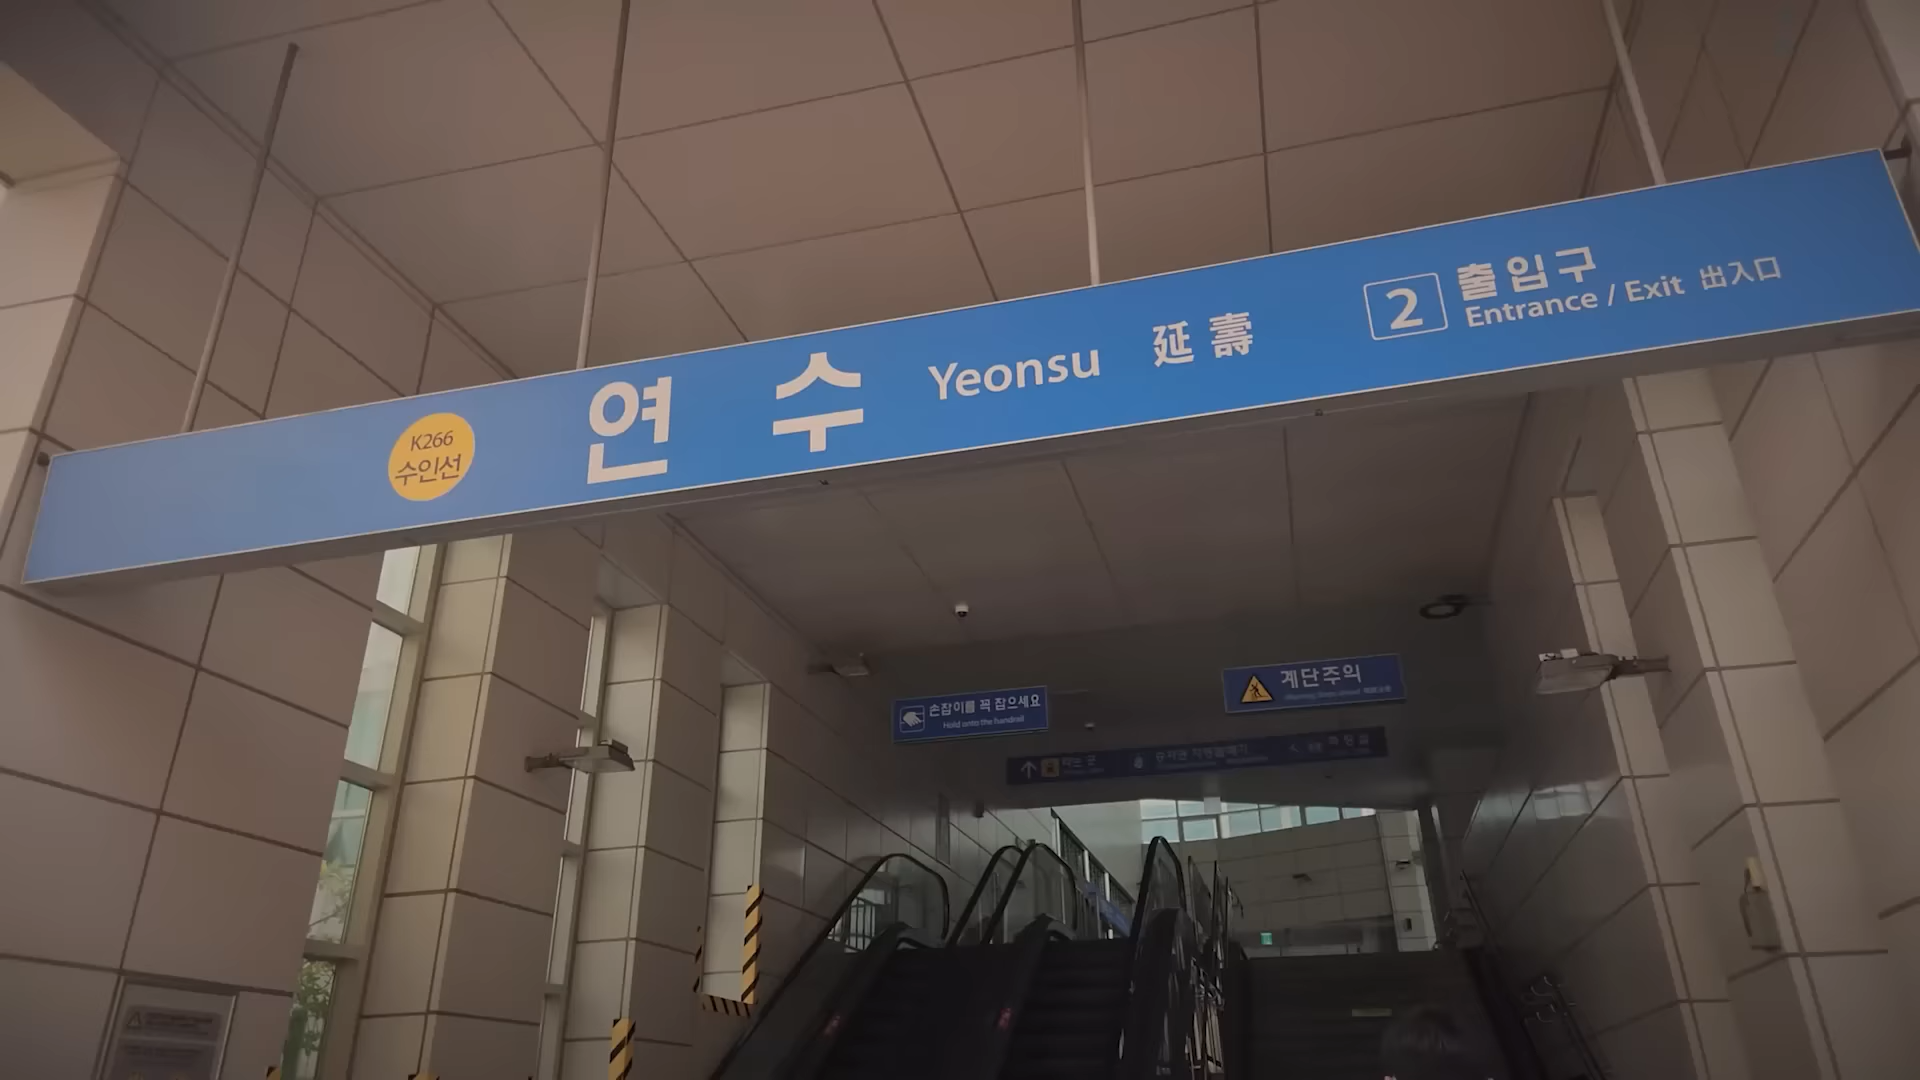 K266
수인선
연수 Yeonsu 延壽
2 출입구
Entrance / Exit 出入口
손잡이를 꼭 잡으세요
Hold onto the handrail
계단주의